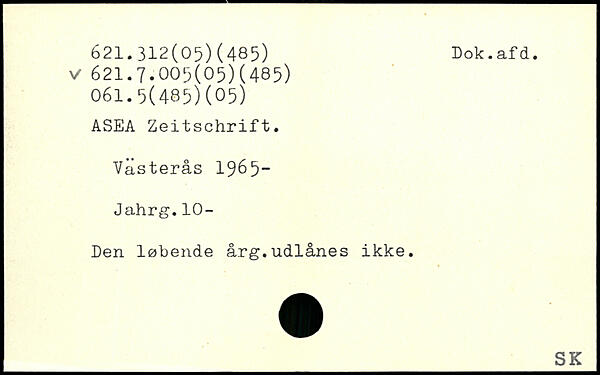 621.312(05)(485) Dok.afd.
✓ 621.7.005(05)(485)
061.5(485)(05)
ASEA Zeitschrift.
Västerås 1965-
Jahrg.10-
Den løbende årg.udlånes ikke.
SK